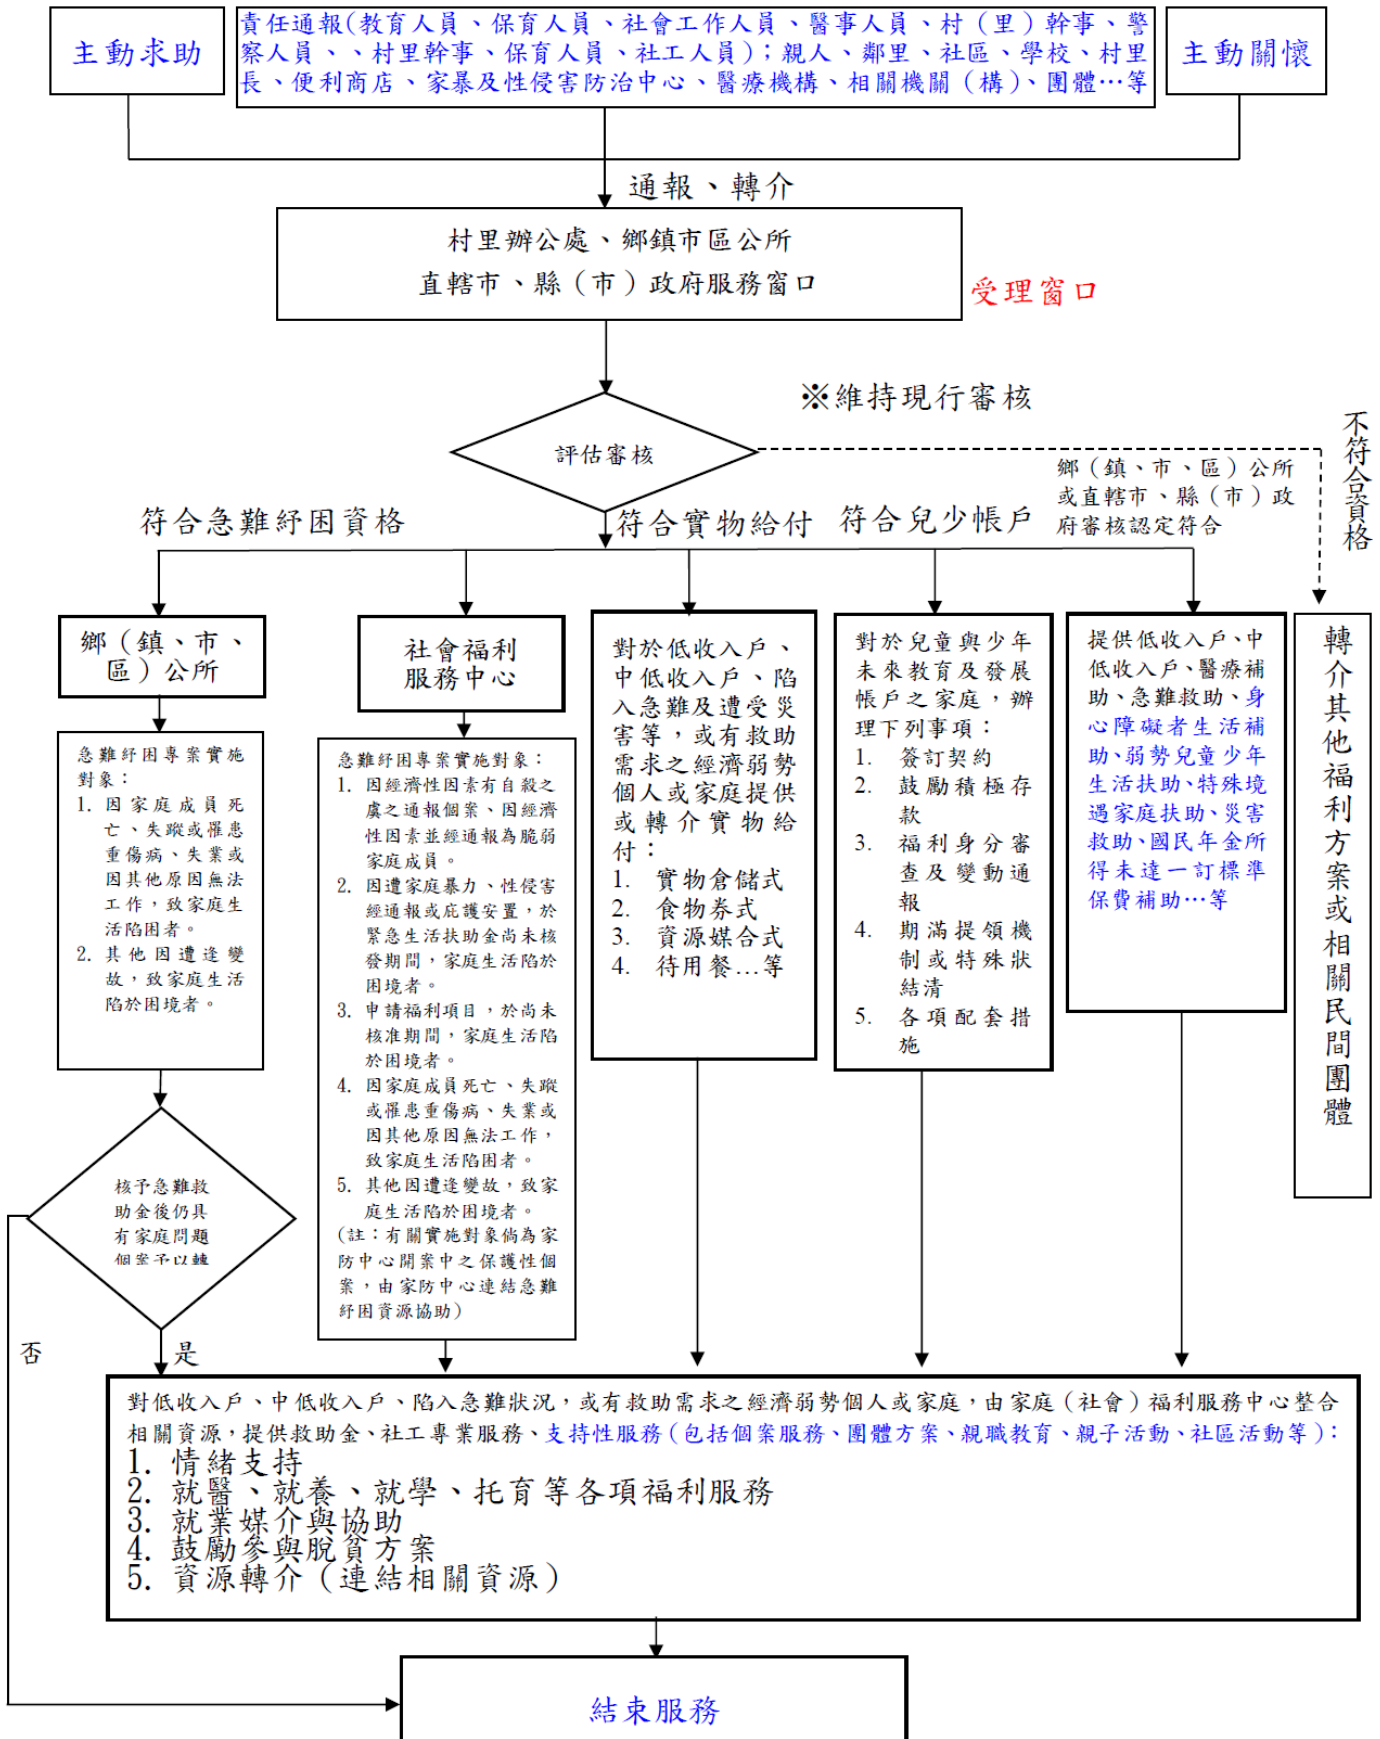 主動求助
責任通報(教育人員、保育人員、社會工作人員、醫事人員、村（里）幹事、警
察人員、、村里幹事、保育人員、社工人員)；親人、鄰里、社區、學校、村里
長、便利商店、家暴及性侵害防治中心、醫療機構、相關機關（構）、團體…等
主動關懷
通報、轉介
村里辦公處、鄉鎮市區公所
直轄市、縣（市）政府服務窗口
受理窗口
※維持現行審核
評估審核
不符合資格
鄉（鎮、市、區）公所
或直轄市、縣（市）政
府審核認定符合
符合急難紓困資格
符合實物給付
符合兒少帳戶
鄉（鎮、市、
區）公所
急難紓困專案實施
對象：
1. 因家庭成員死
亡、失蹤或罹患
重傷病、失業或
因其他原因無法
工作，致家庭生
活陷困者。
2. 其他因遭逢變
故，致家庭生活
陷於困境者。
核予急難救
助金後仍具
有家庭問題
個案予以轉
否
是
社會福利
服務中心
急難紓困專案實施對象：
1. 因經濟性因素有自殺之
虞之通報個案、因經濟
性因素並經通報為脆弱
家庭成員。
2. 因遭家庭暴力、性侵害
經通報或庇護安置，於
緊急生活扶助金尚未核
發期間，家庭生活陷於
困境者。
3. 申請福利項目，於尚未
核准期間，家庭生活陷
於困境者。
4. 因家庭成員死亡、失蹤
或罹患重傷病、失業或
因其他原因無法工作，
致家庭生活陷困者。
5. 其他因遭逢變故，致家
庭生活陷於困境者。
(註：有關實施對象倘為家
防中心開案中之保護性個
案，由家防中心連結急難
紓困資源協助)
對於低收入戶、
中低收入戶、陷
入急難及遭受災
害等，或有救助
需求之經濟弱勢
個人或家庭提供
或轉介實物給
付：
1. 實物倉儲式
2. 食物券式
3. 資源媒合式
4. 待用餐…等
對於兒童與少年
未來教育及發展
帳戶之家庭，辦
理下列事項：
1. 簽訂契約
2. 鼓勵積極存
款
3. 福利身分審
查及變動通
報
4. 期滿提領機
制或特殊狀
結清
5. 各項配套措
施
提供低收入戶、中
低收入戶、醫療補
助、急難救助、身
心障礙者生活補
助、弱勢兒童少年
生活扶助、特殊境
遇家庭扶助、災害
救助、國民年金所
得未達一訂標準
保費補助…等
轉介其他福利方案或相關民間團體
對低收入戶、中低收入戶、陷入急難狀況，或有救助需求之經濟弱勢個人或家庭，由家庭（社會）福利服務中心整合
相關資源，提供救助金、社工專業服務、支持性服務(包括個案服務、團體方案、親職教育、親子活動、社區活動等)：
1. 情緒支持
2. 就醫、就養、就學、托育等各項福利服務
3. 就業媒介與協助
4. 鼓勵參與脫貧方案
5. 資源轉介（連結相關資源）
結束服務